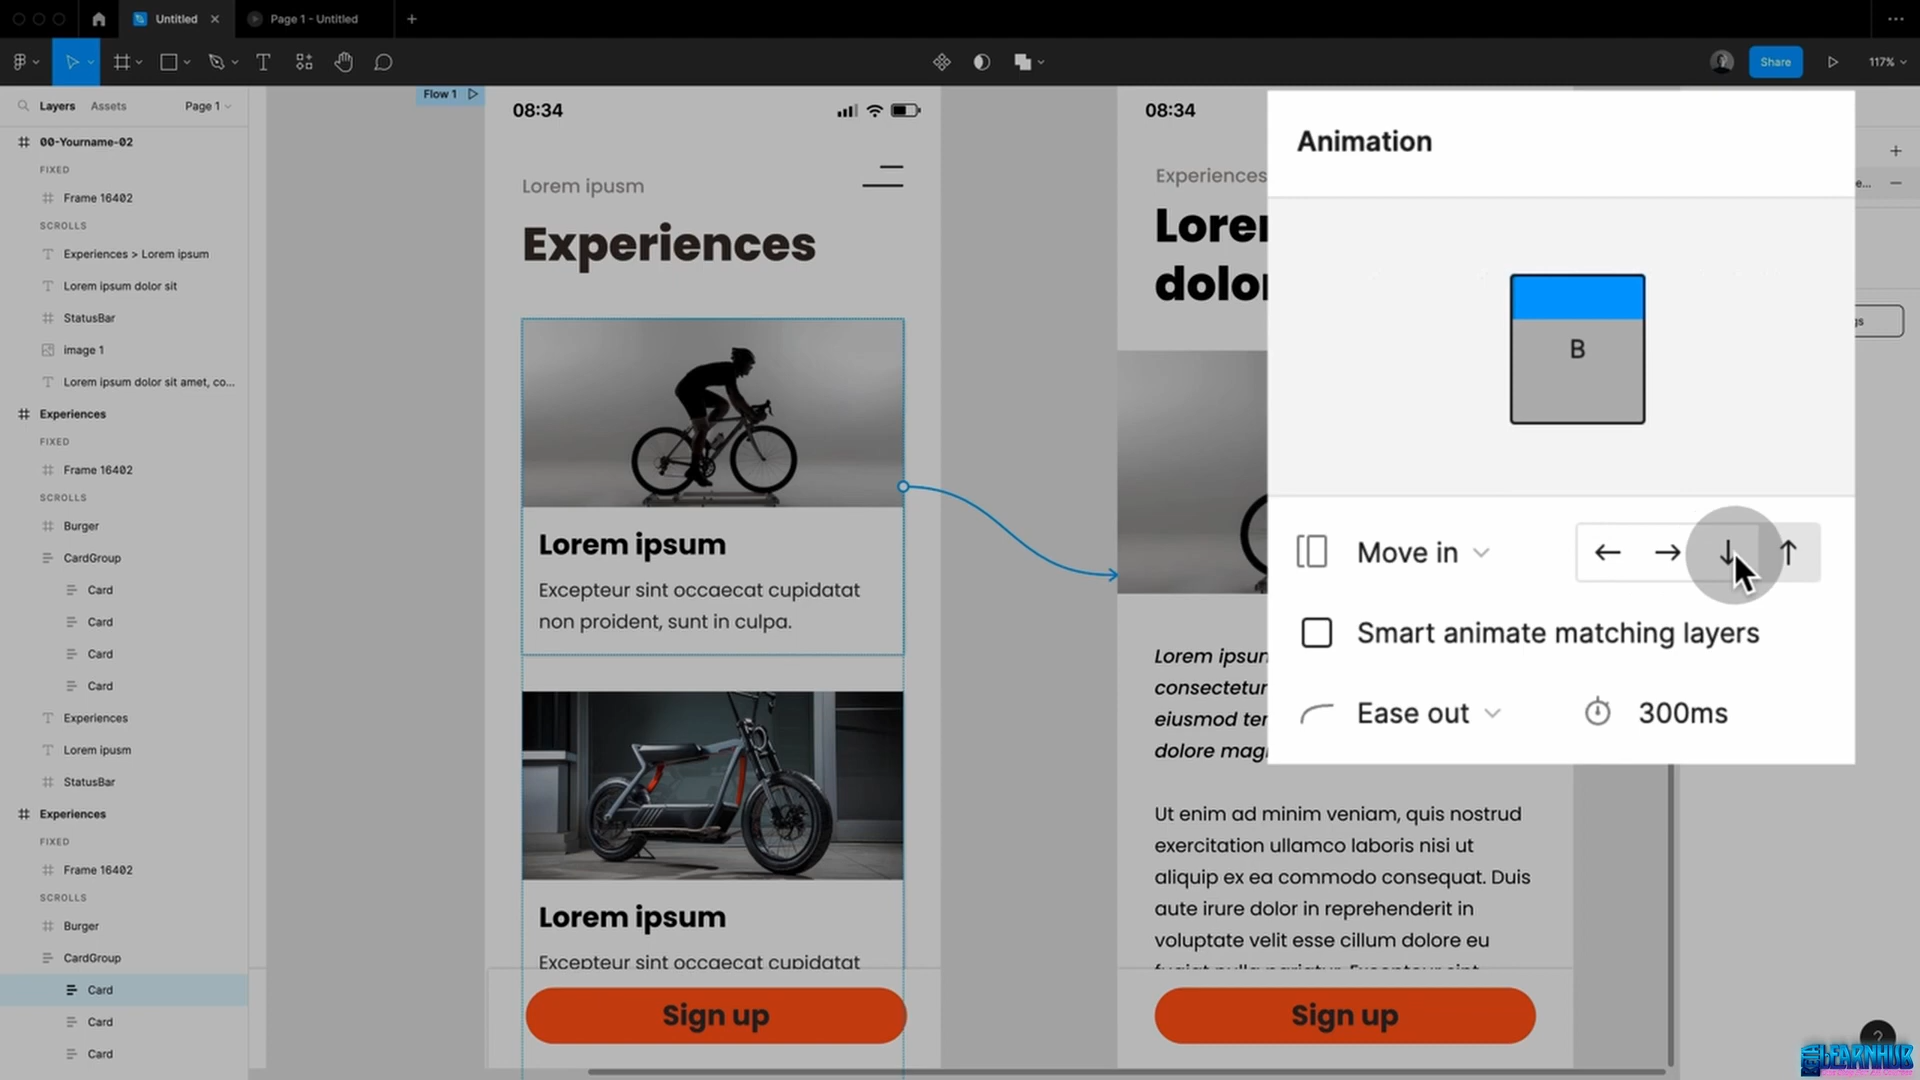 Untitled
Page 1 - Untitled
Share
117%
Layers
Assets
Page 1
00-Yourname-02
FIXED
Frame 16402
SCROLLS
Experiences > Lorem ipsum
Lorem ipsum dolor sit
StatusBar
image 1
Lorem ipsum dolor sit amet, co...
Experiences
FIXED
Frame 16402
SCROLLS
Burger
CardGroup
Card
Card
Card
Card
Experiences
Lorem ipusm
StatusBar
Experiences
FIXED
Frame 16402
SCROLLS
Burger
CardGroup
Card
Card
Card
Flow 1
08:34
Lorem ipusm
Experiences
Lorem ipsum
Excepteur sint occaecat cupidatat
non proident, sunt in culpa.
Lorem ipsum
Excepteur sint occaecat cupidatat
Sign up
08:34
Experiences
Lorem ipsum
consectetur
dolore
Ut enim ad minim veniam, quis nostrud
exercitation ullamco laboris nisi ut
aliquip ex ea commodo consequat. Duis
aute irure dolor in reprehenderit in
voluptate velit esse cillum dolore eu
Sign up
Animation
B
Move in
Smart animate matching layers
Ease out
300ms
?